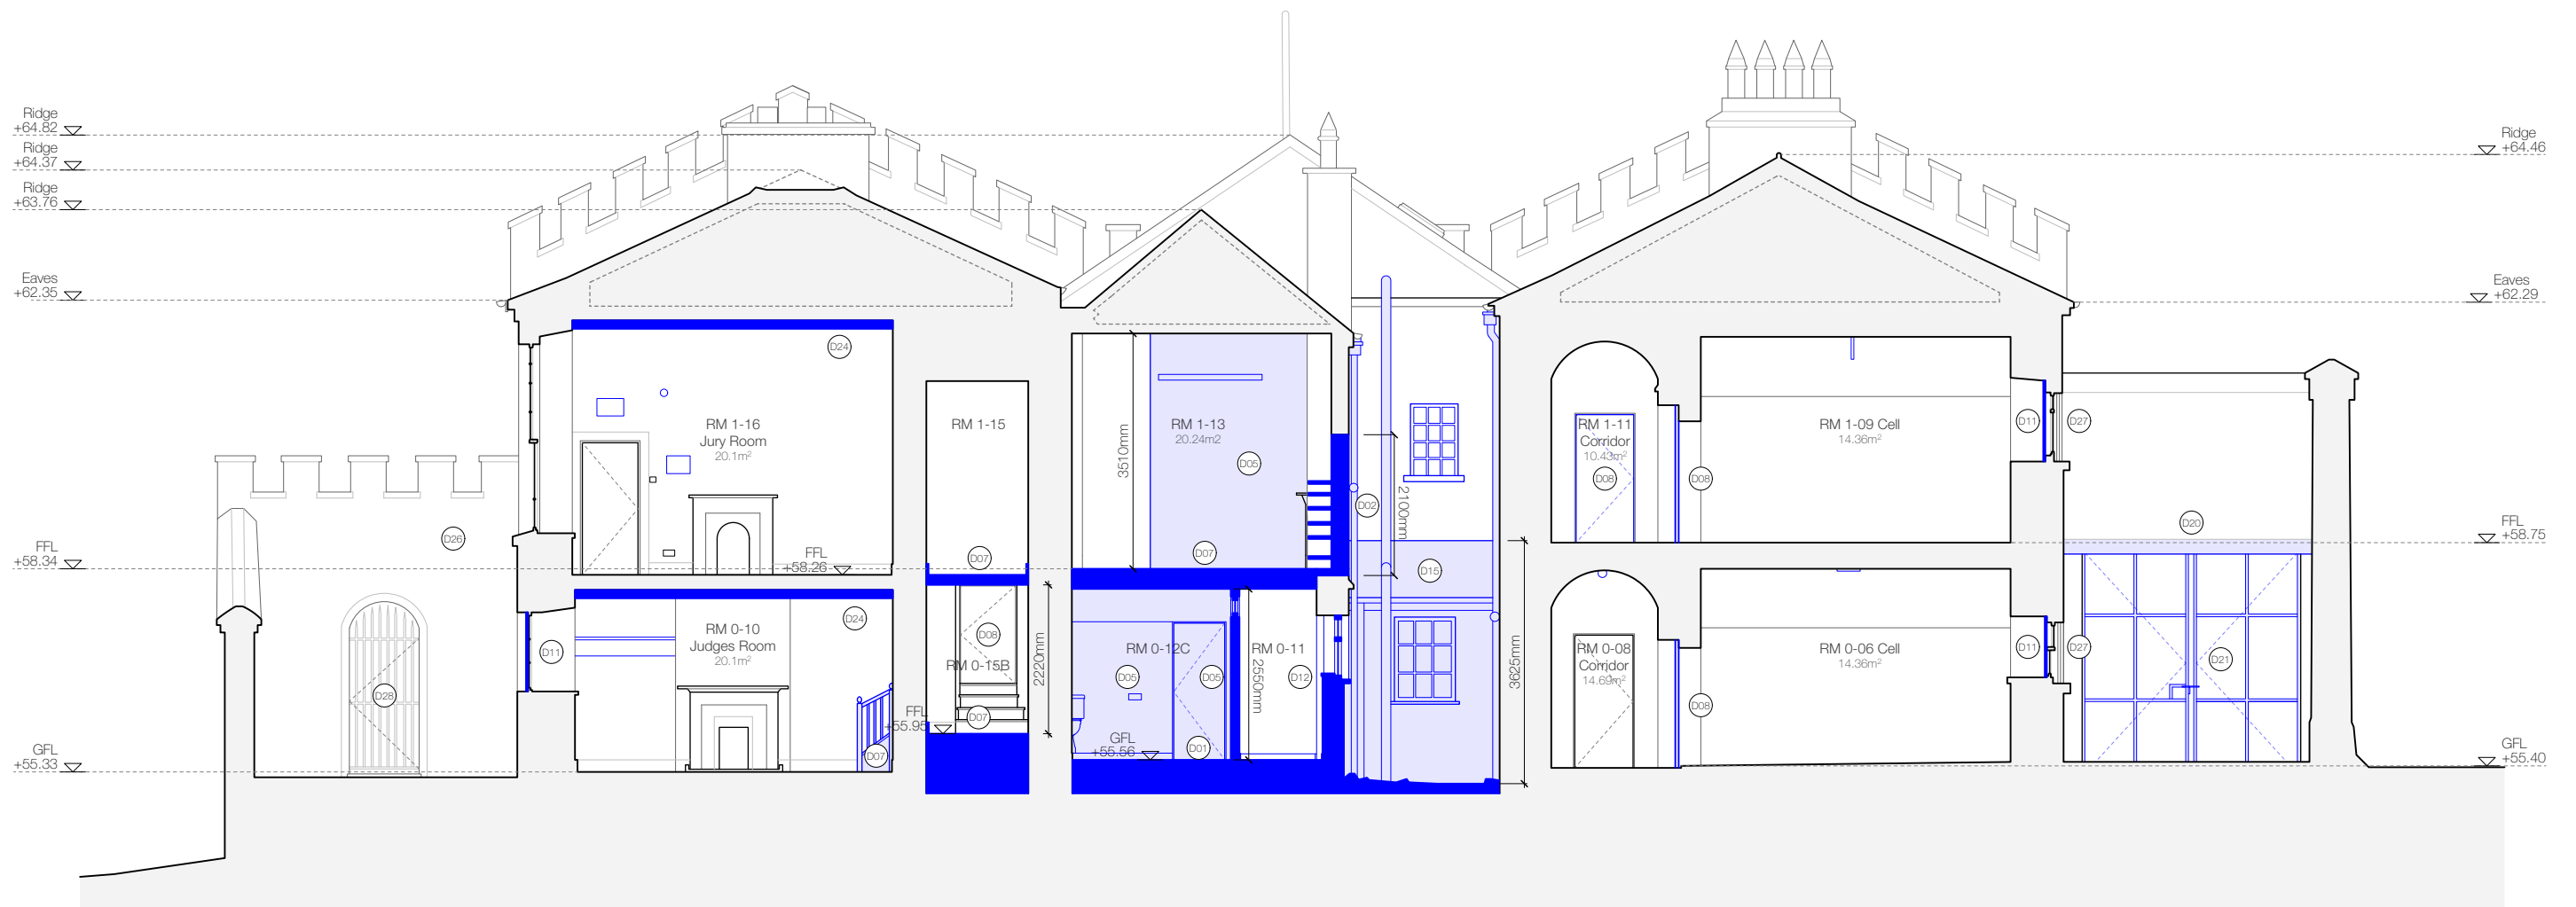 Ridge
+64.82
Ridge
+64.37
Ridge
+63.76
Eaves
+62.35
FFL
+58.34
GFL
+55.33
D26
D28
D24
RM 1-16
Jury Room
20.1m²
FFL
+58.26
D11
RM 0-10
Judges Room
20.1m²
D24
D07
RM 1-15
D07
D08
RM 0-15B
D07
FFL
+55.95
2220mm
3510mm
RM 1-13
20.24m2
D05
D07
RM 0-12C
D05
D05
GFL
+55.56
D01
RM 0-11
2550mm
D12
D02
2100mm
D15
3625mm
RM 1-11
Corridor
10.43m²
D08
D08
RM 1-09 Cell
14.36m²
D11
D27
RM 0-08
Corridor
14.69m²
D08
RM 0-06 Cell
14.36m²
D11
D27
D20
D21
Ridge
+64.46
Eaves
+62.29
FFL
+58.75
GFL
+55.40